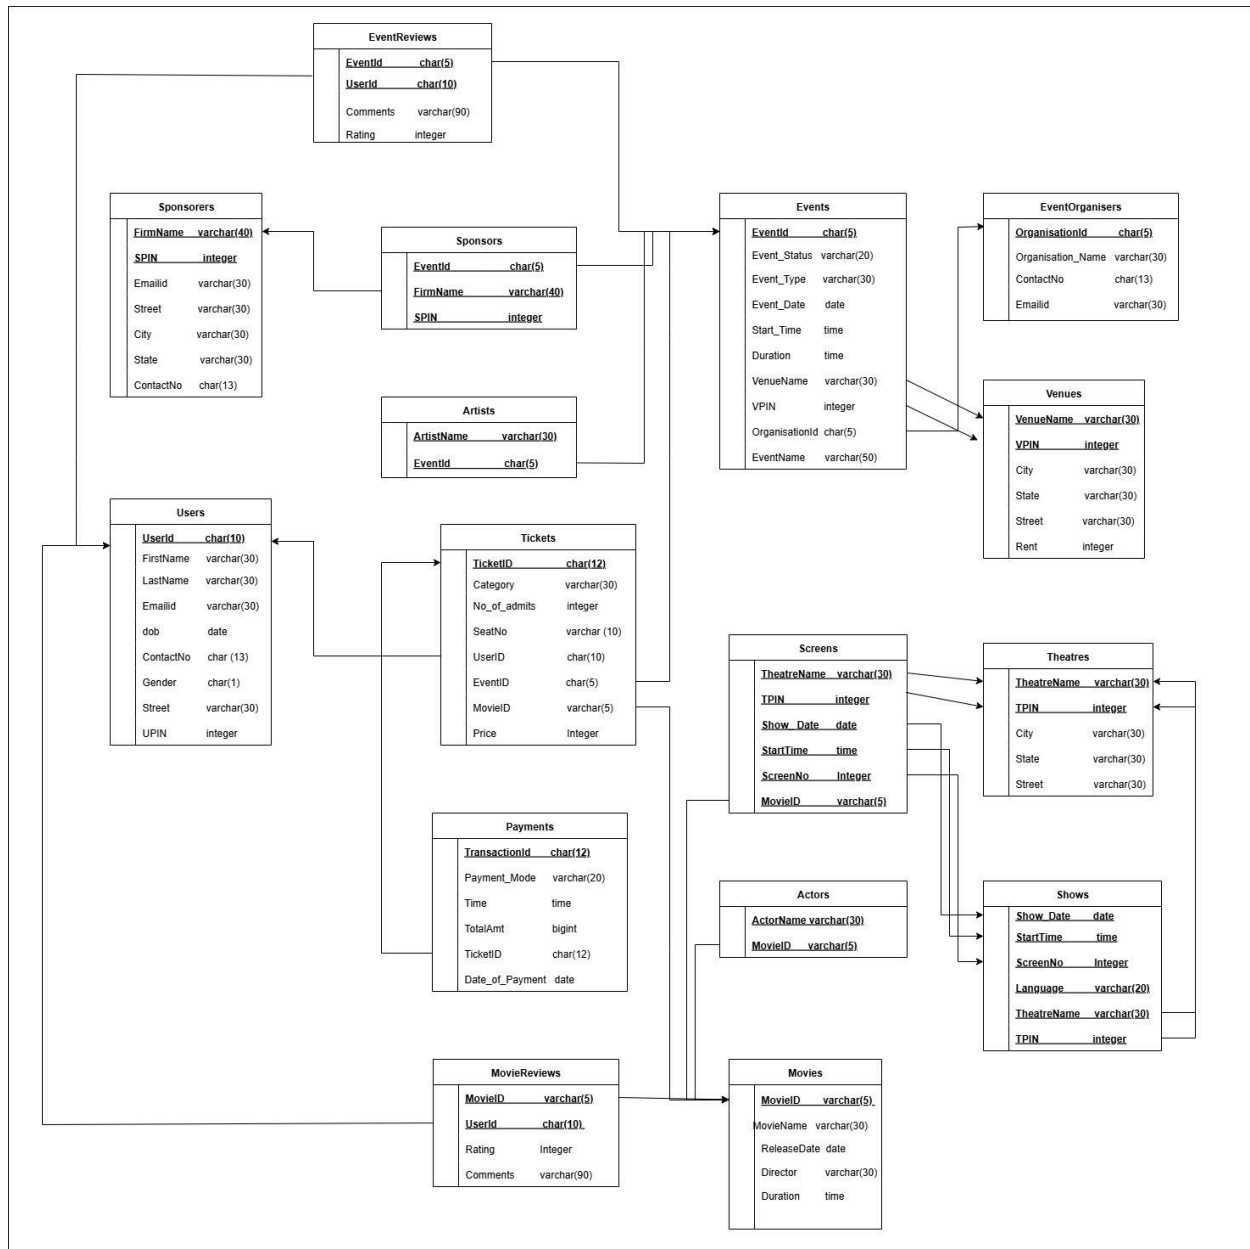 EventReviews
EventId char(5)
UserId char(10)
Comments varchar(90)
Rating integer
Sponsorers
FirmName varchar(40)
SPIN integer
Emailid varchar(30)
Street varchar(30)
City varchar(30)
State varchar(30)
ContactNo char(13)
Sponsors
EventId char(5)
FirmName varchar(40)
SPIN integer
Events
EventId char(5)
Event_Status varchar(20)
Event_Type varchar(30)
Event_Date date
Start_Time time
Duration time
VenueName varchar(30)
VPIN integer
OrganisationId char(5)
EventName varchar(50)
EventOrganisers
OrganisationId char(5)
Organisation_Name varchar(30)
ContactNo char(13)
Emailid varchar(30)
Artists
ArtistName varchar(30)
EventId char(5)
Venues
VenueName varchar(30)
VPIN integer
City varchar(30)
State varchar(30)
Street varchar(30)
Rent integer
Users
UserId char(10)
FirstName varchar(30)
LastName varchar(30)
Emailid varchar(30)
dob date
ContactNo char (13)
Gender char(1)
Street varchar(30)
UPIN integer
Tickets
TicketID char(12)
Category varchar(30)
No_of_admits integer
SeatNo varchar (10)
UserID char(10)
EventID char(5)
MovieID varchar(5)
Price Integer
Screens
TheatreName varchar(30)
TPIN integer
Show_Date date
StartTime time
ScreenNo Integer
MovieID varchar(5)
Theatres
TheatreName varchar(30)
TPIN integer
City varchar(30)
State varchar(30)
Street varchar(30)
Payments
TransactionId char(12)
Payment_Mode varchar(20)
Time time
TotalAmt bigint
TicketID char(12)
Date_of_Payment date
Actors
ActorName varchar(30)
MovieID varchar(5)
Shows
Show_Date date
StartTime time
ScreenNo Integer
Language varchar(20)
TheatreName varchar(30)
TPIN integer
MovieReviews
MovieID varchar(5)
UserId char(10)
Rating Integer
Comments varchar(90)
Movies
MovieID varchar(5)
MovieName varchar(30)
ReleaseDate date
Director varchar(30)
Duration time